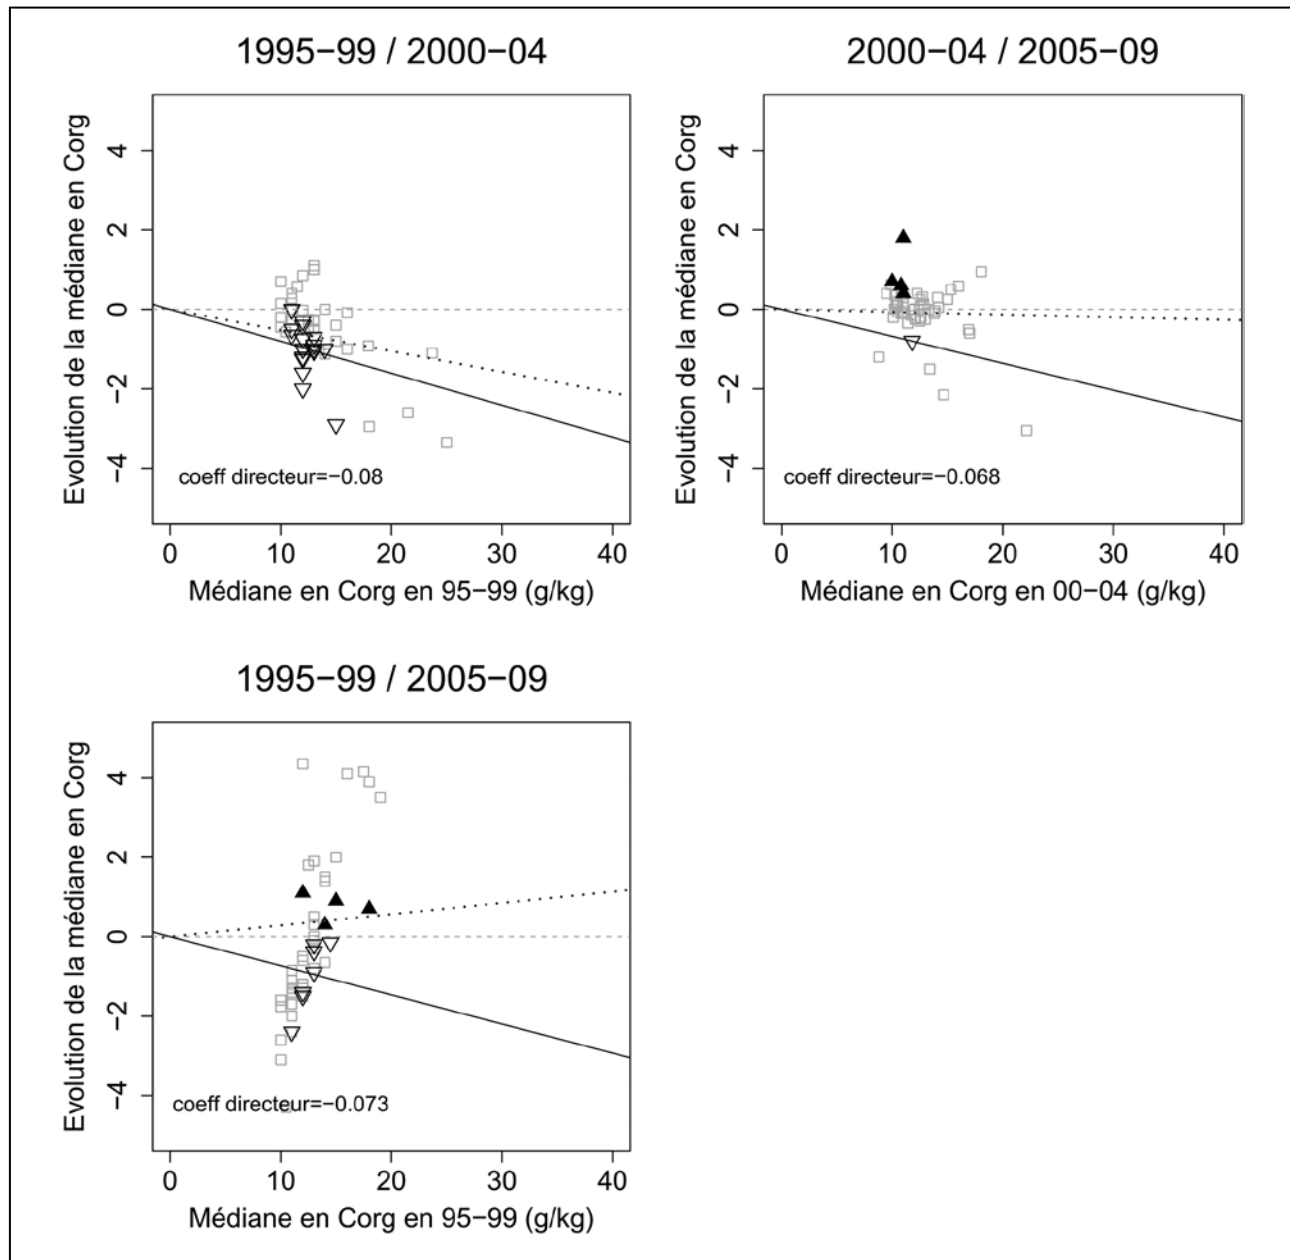 1995−99 / 2000−04
Evolution de la médiane en Corg
4
2
0
−2
−4
coeff directeur=−0.08
0 10 20 30 40
Médiane en Corg en 95−99 (g/kg)
2000−04 / 2005−09
Evolution de la médiane en Corg
4
2
0
−2
−4
coeff directeur=−0.068
0 10 20 30 40
Médiane en Corg en 00−04 (g/kg)
1995−99 / 2005−09
Evolution de la médiane en Corg
4
2
0
−2
−4
coeff directeur=−0.073
0 10 20 30 40
Médiane en Corg en 95−99 (g/kg)